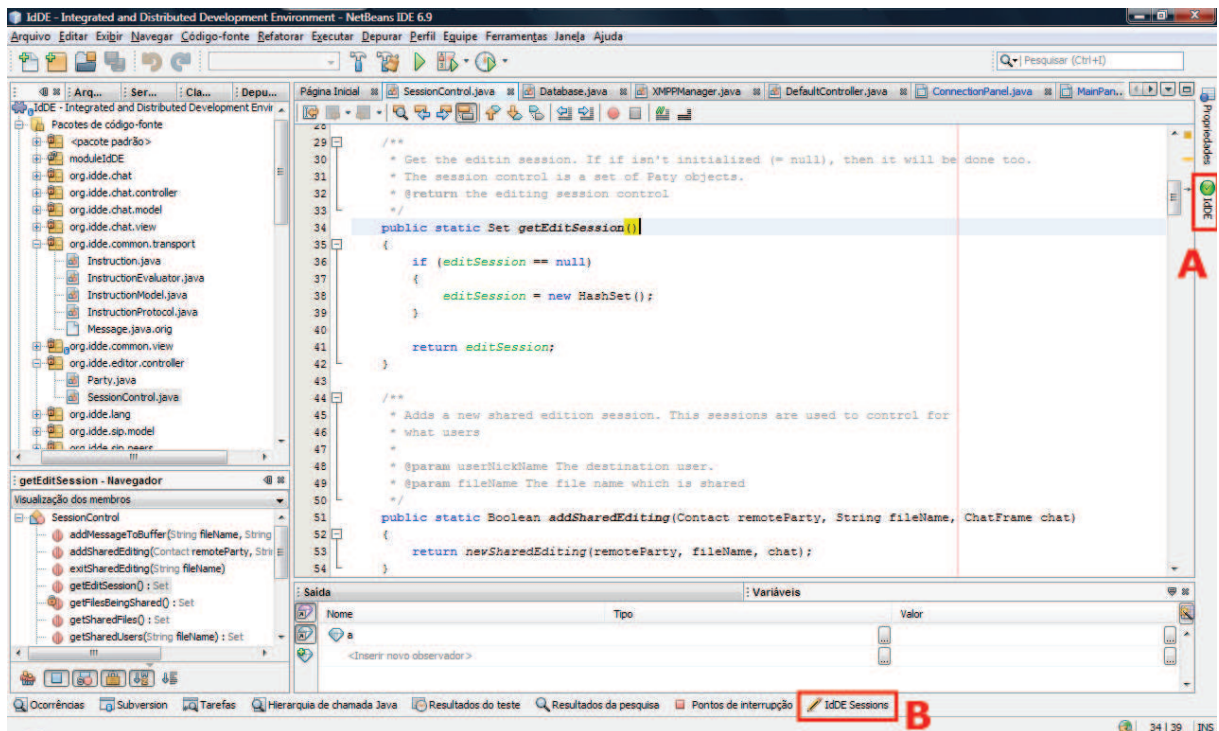 IdDE - Integrated and Distributed Development Environment - NetBeans IDE 6.9
Arquivo Editar Exibir Navegar Código-fonte Refatorar Executar Depurar Perfil Equipe Ferramentas Janela Ajuda
Pesquisar (Ctrl+I)
Arq... Ser... Cla... Depu...
Página Inicial SessionControl.java Database.java XMPPManager.java DefaultController.java ConnectionPanel.java MainPan..
IdDE - Integrated and Distributed Development Envir
Pacotes de código-fonte
<pacote padrão>
moduleIdDE
org.idde.chat
org.idde.chat.controller
org.idde.chat.model
org.idde.chat.view
org.idde.common.transport
Instruction.java
InstructionEvaluator.java
InstructionModel.java
InstructionProtocol.java
Message.java.orig
org.idde.common.view
org.idde.editor.controller
Party.java
SessionControl.java
org.idde.lang
org.idde.sip.model
org.idde.sip.peers
28
29 /**
30 * Get the editin session. If if isn't initialized (= null), then it will be done too.
31 * The session control is a set of Paty objects.
32 * @return the editing session control
33 */
34 public static Set getEditSession()
35 {
36 if (editSession == null)
37 {
38 editSession = new HashSet();
39 }
40
41 return editSession;
42 }
43
44 /**
45 * Adds a new shared edition session. This sessions are used to control for
46 * what users
47 *
48 * @param userNickName The destination user.
49 * @param fileName The file name which is shared
50 */
51 public static Boolean addSharedEditing(Contact remoteParty, String fileName, ChatFrame chat)
52 {
53 return newSharedEditing(remoteParty, fileName, chat);
54 }
Propriedades
IdDE
A
getEditSession - Navegador
Visualização dos membros
SessionControl
addMessageToBuffer(String fileName, String
addSharedEditing(Contact remoteParty, Strin
exitSharedEditing(String fileName)
getEditSession() : Set
getFilesBeingShared() : Set
getSharedFiles() : Set
getSharedUsers(String fileName) : Set
Saída Variáveis
Nome Tipo Valor
a
<Inserir novo observador>
Ocorrências Subversion Tarefas Hierarquia de chamada Java Resultados do teste Resultados da pesquisa Pontos de interrupção IdDE Sessions
B
34 | 39 INS